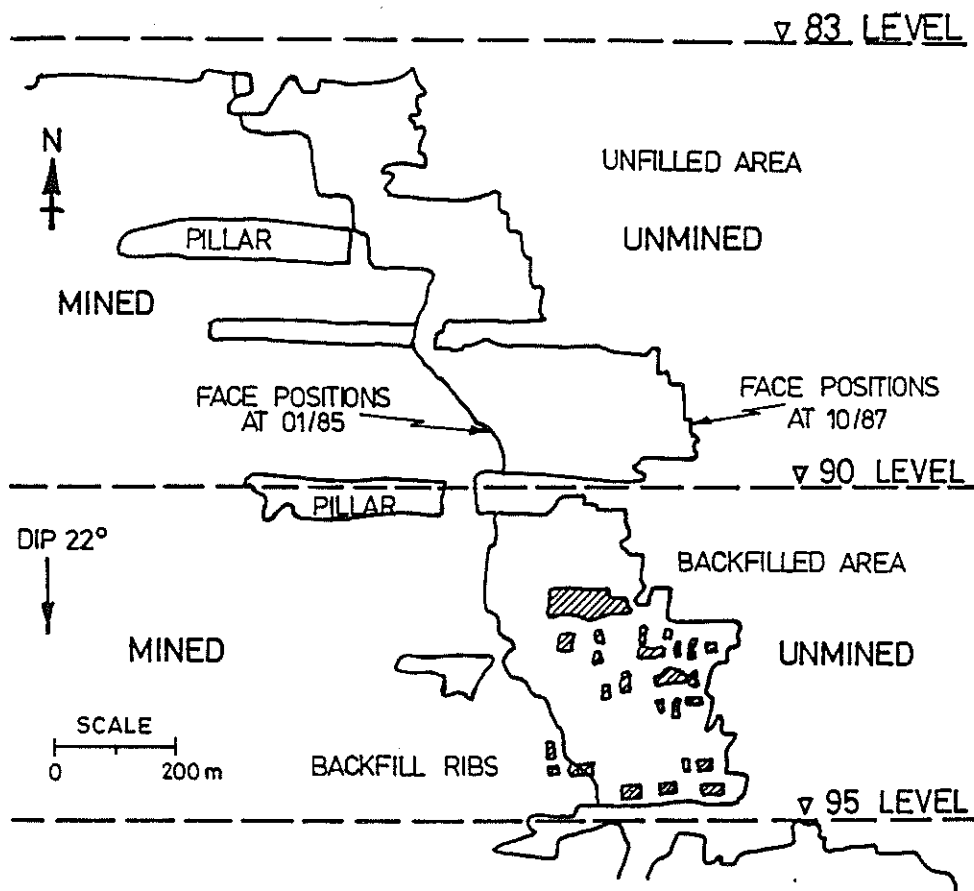 ▽ 83 LEVEL
N
UNFILLED AREA
PILLAR
UNMINED
MINED
FACE POSITIONS
AT 01/85
FACE POSITIONS
AT 10/87
▽ 90 LEVEL
PILLAR
DIP 22°
BACKFILLED AREA
MINED
UNMINED
SCALE
0 200 m
BACKFILL RIBS
▽ 95 LEVEL